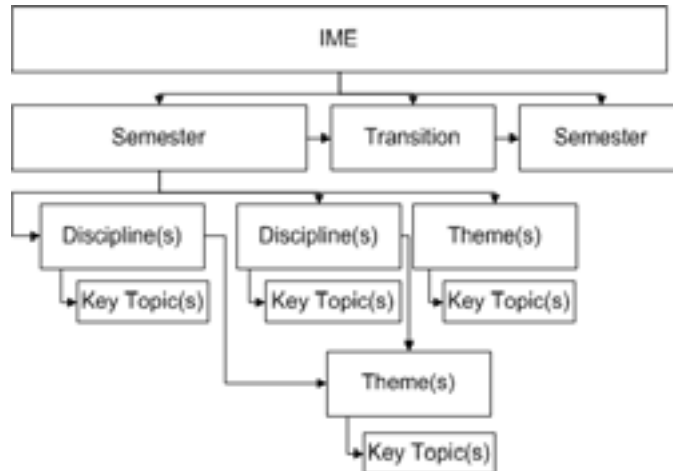 IME
Semester
Transition
Semester
Discipline(s)
Discipline(s)
Theme(s)
Key Topic(s)
Key Topic(s)
Key Topic(s)
Theme(s)
Key Topic(s)